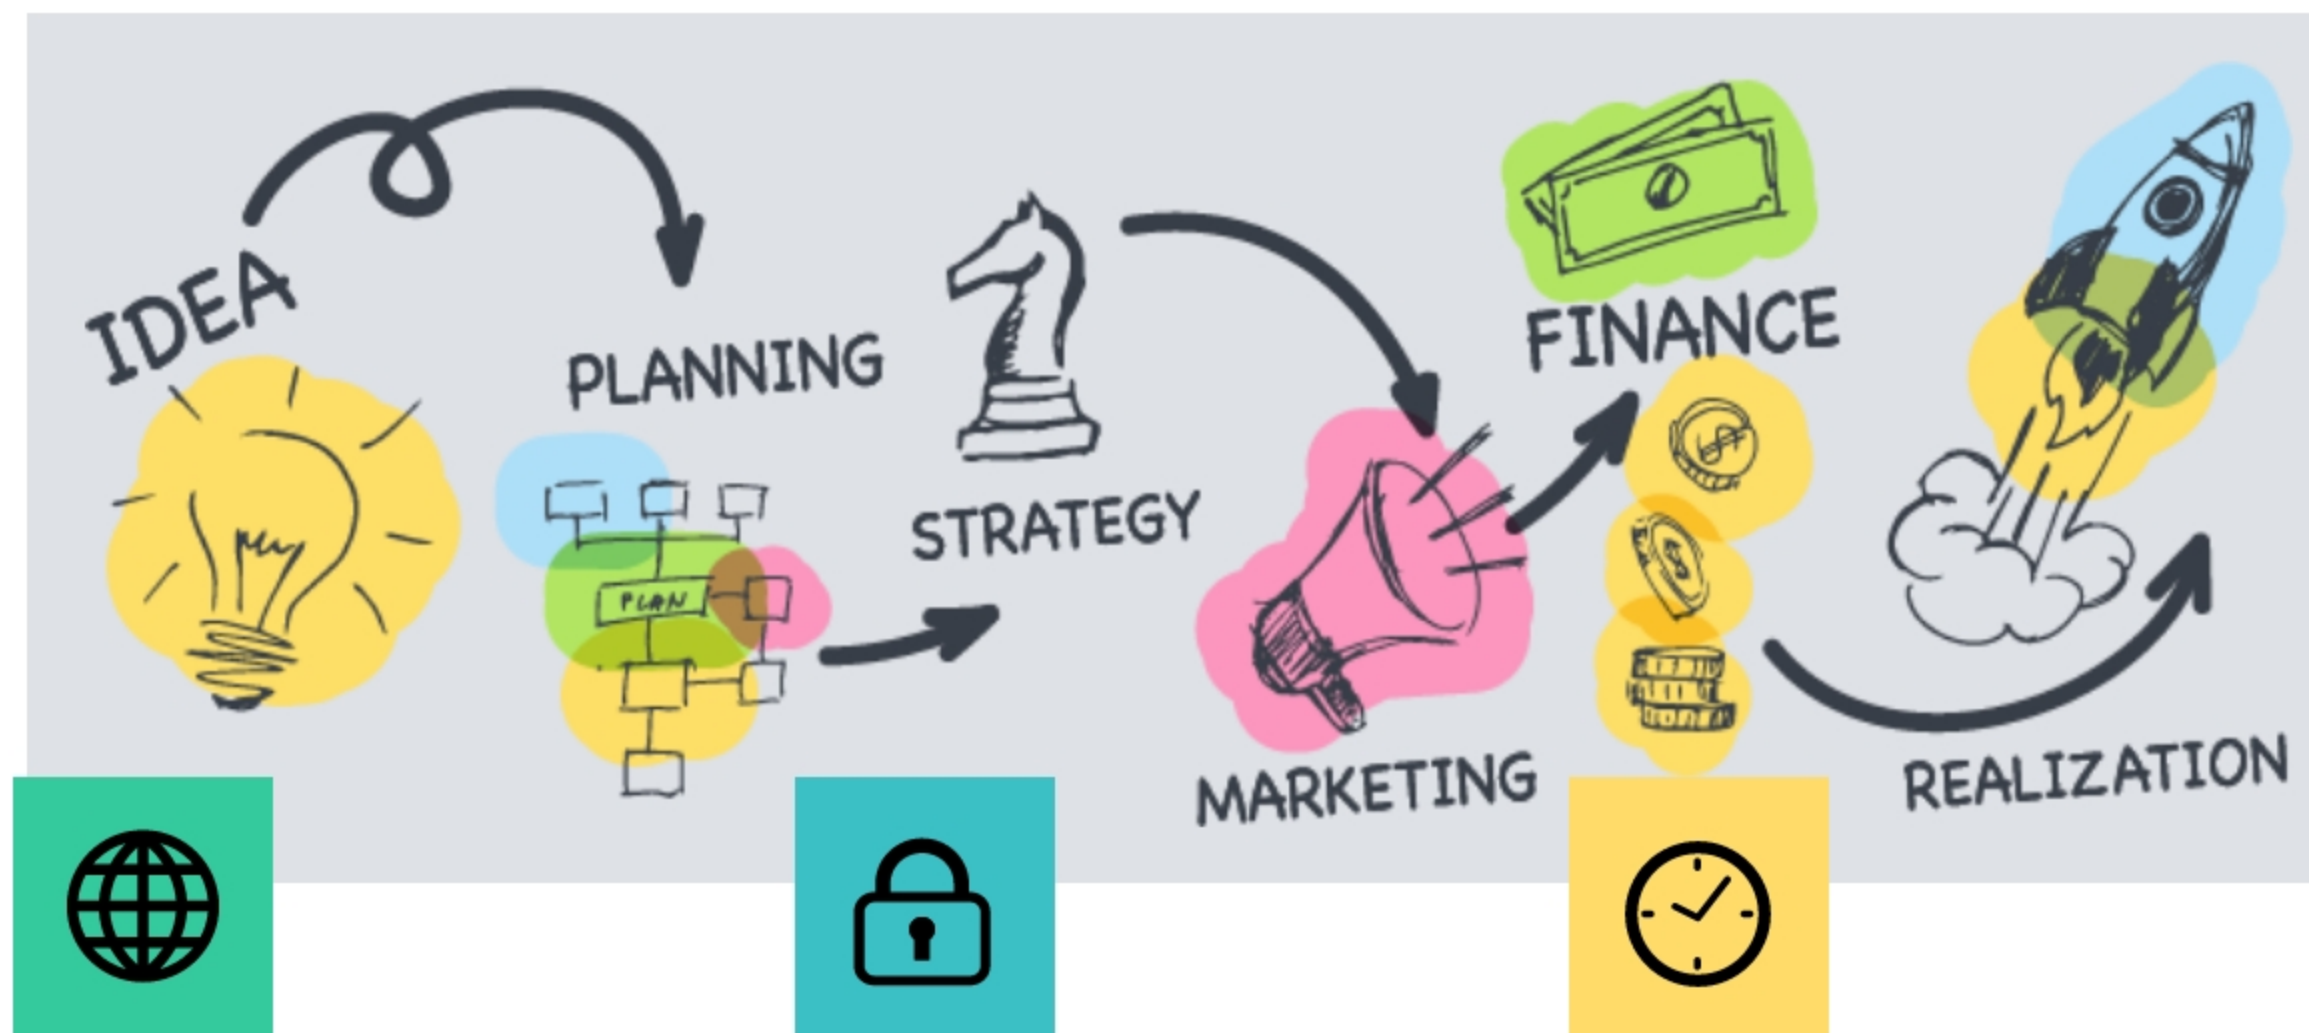 IDEA
PLANNING
PLAN
STRATEGY
MARKETING
FINANCE
REALIZATION